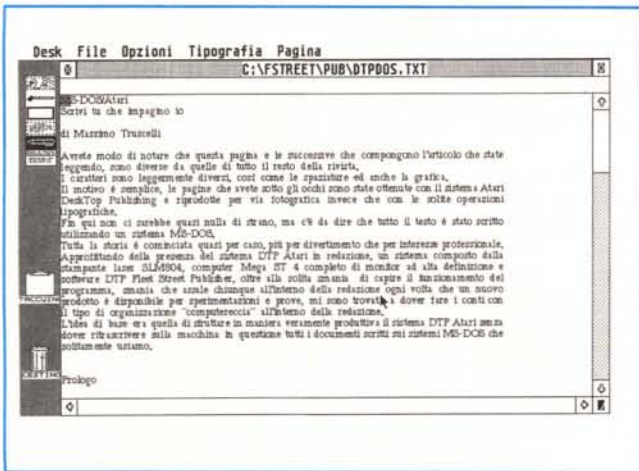 Desk File Opzioni Tipografia Pagina
C:\FSTREET\PUB\DTPDOS.TXT
MS-DOS/Atari
Scrivi tu che impagino io
di Massimo Truscelli
Avrete modo di notare che questa pagina e le successive che compongono l'articolo che state
leggendo, sono diverse da quelle di tutto il resto della rivista.
I caratteri sono leggermente diversi, così come le spaziature ed anche la grafica.
Il motivo è semplice, le pagine che avete sotto gli occhi sono state ottenute con il sistema Atari
DeskTop Publishing e riprodotte per via fotografica invece che con le solite operazioni
tipografiche.
Fin qui non ci sarebbe quasi nulla di strano, ma c'è da dire che tutto il testo è stato scritto
utilizzando un sistema MS-DOS.
Tutta la storia è cominciata quasi per caso, più per divertimento che per interesse professionale.
Approfittando della presenza del sistema DTP Atari in redazione, un sistema composto dalla
stampante laser SLM804, computer Mega ST 4 completo di monitor ad alta definizione e
software DTP Fleet Street Publisher, oltre alla solita smania di capire il funzionamento del
programma, smania che assale chiunque all'interno della redazione ogni volta che un nuovo
prodotto è disponibile per sperimentazioni e prove, mi sono trovato a dover fare i conti con
il tipo di organizzazione "computereccia" all'interno della redazione.
L'idea di base era quella di sfruttare in maniera veramente produttiva il sistema DTP Atari senza
dover ritrascrivere sulla macchina in questione tutti i documenti scritti sui sistemi MS-DOS che
solitamente usiamo.
Prologo
TACCUINO
CESTINO